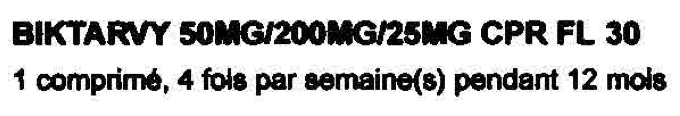 BIKTARVY 50MG/200MG/25MG CPR FL 30
1 comprimé, 4 fois par semaine(s) pendant 12 mois